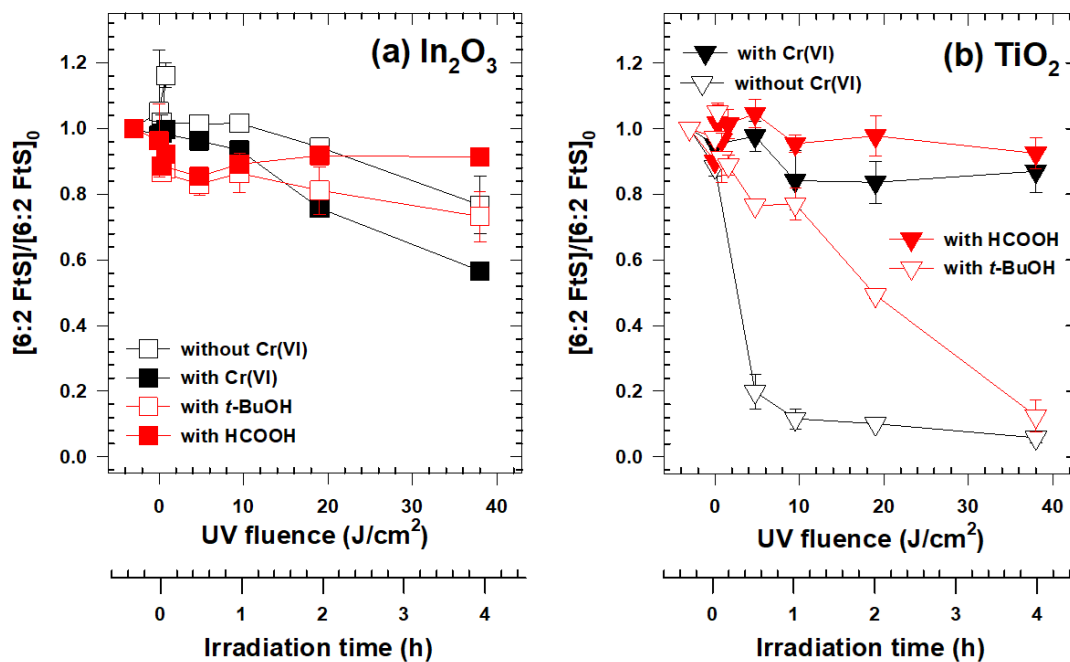 (a) In2O3
[6:2 FtS]/[6:2 FtS]0
1.2
1.0
0.8
0.6
0.4
0.2
0.0
without Cr(VI)
with Cr(VI)
with t-BuOH
with HCOOH
0 10 20 30 40
UV fluence (J/cm2)
0 1 2 3 4
Irradiation time (h)
(b) TiO2
with Cr(VI)
without Cr(VI)
[6:2 FtS]/[6:2 FtS]0
1.2
1.0
0.8
0.6
0.4
0.2
0.0
with HCOOH
with t-BuOH
0 10 20 30 40
UV fluence (J/cm2)
0 1 2 3 4
Irradiation time (h)